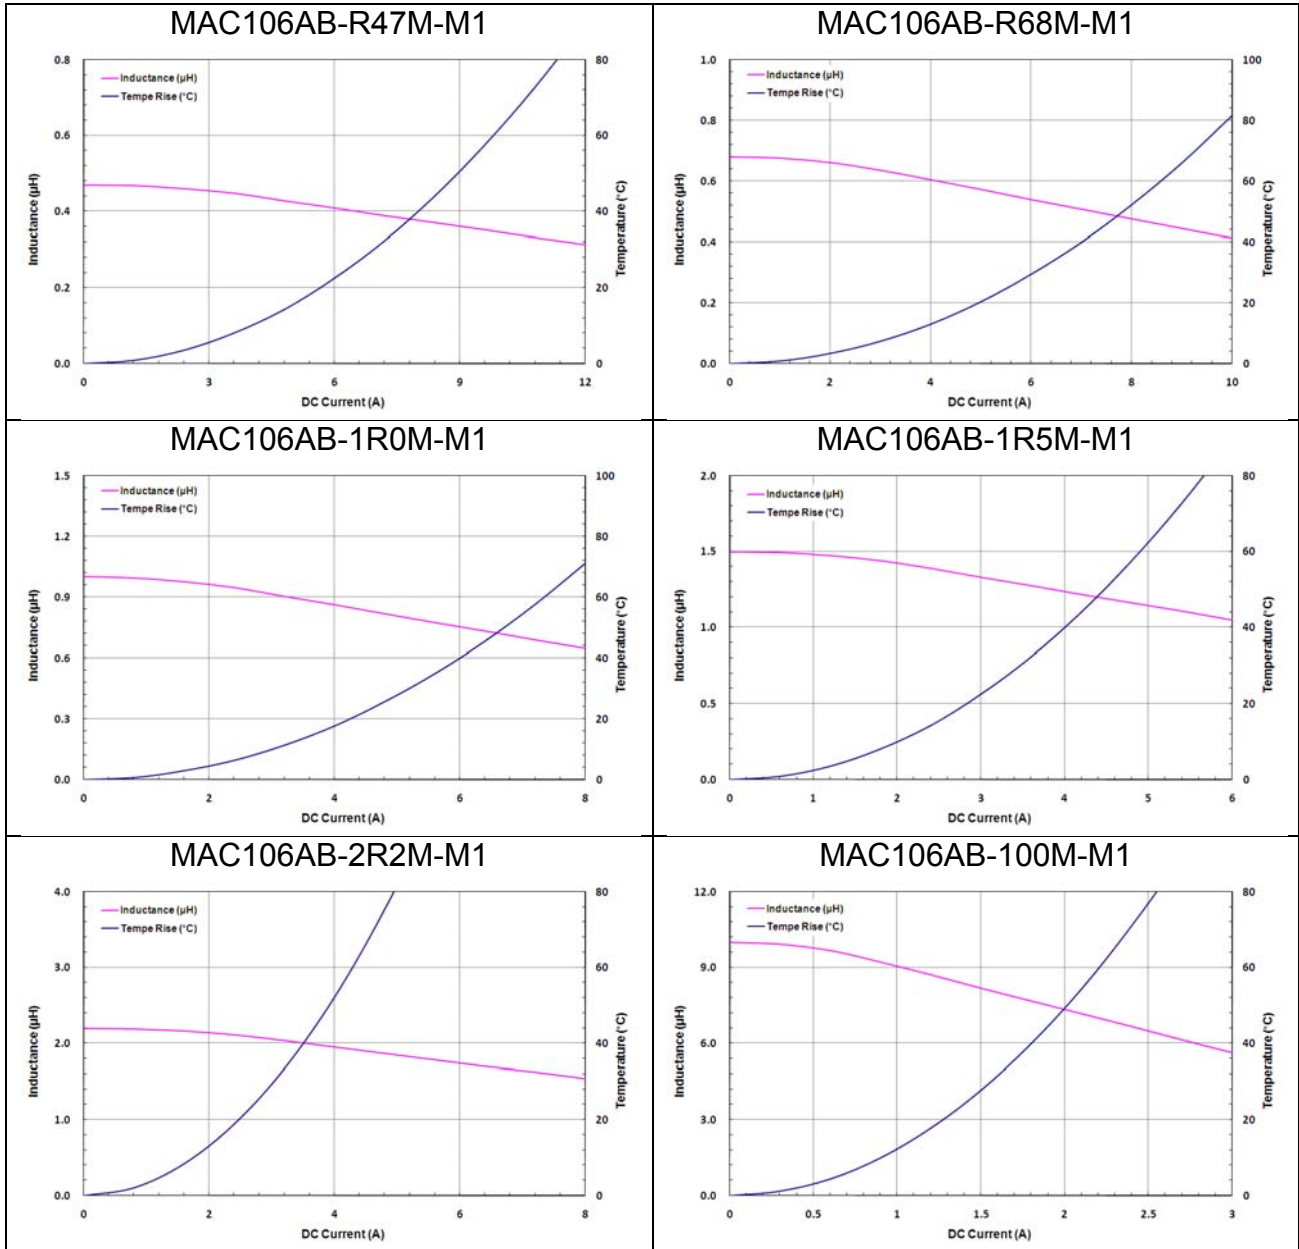 MAC106AB-R47M-M1
Inductance (µH)
Tempe Rise (°C)
0.8
0.6
0.4
0.2
0.0
80
60
40
20
0
0 3 6 9 12
Inductance (µH)
Temperature (°C)
DC Current (A)
MAC106AB-R68M-M1
Inductance (µH)
Tempe Rise (°C)
1.0
0.8
0.6
0.4
0.2
0.0
100
80
60
40
20
0
0 2 4 6 8 10
Inductance (µH)
Temperature (°C)
DC Current (A)
MAC106AB-1R0M-M1
Inductance (µH)
Tempe Rise (°C)
1.5
1.2
0.9
0.6
0.3
0.0
100
80
60
40
20
0
0 2 4 6 8
Inductance (µH)
Temperature (°C)
DC Current (A)
MAC106AB-1R5M-M1
Inductance (µH)
Tempe Rise (°C)
2.0
1.5
1.0
0.5
0.0
80
60
40
20
0
0 1 2 3 4 5 6
Inductance (µH)
Temperature (°C)
DC Current (A)
MAC106AB-2R2M-M1
Inductance (µH)
Tempe Rise (°C)
4.0
3.0
2.0
1.0
0.0
80
60
40
20
0
0 2 4 6 8
Inductance (µH)
Temperature (°C)
DC Current (A)
MAC106AB-100M-M1
Inductance (µH)
Tempe Rise (°C)
12.0
9.0
6.0
3.0
0.0
80
60
40
20
0
0 0.5 1 1.5 2 2.5 3
Inductance (µH)
Temperature (°C)
DC Current (A)